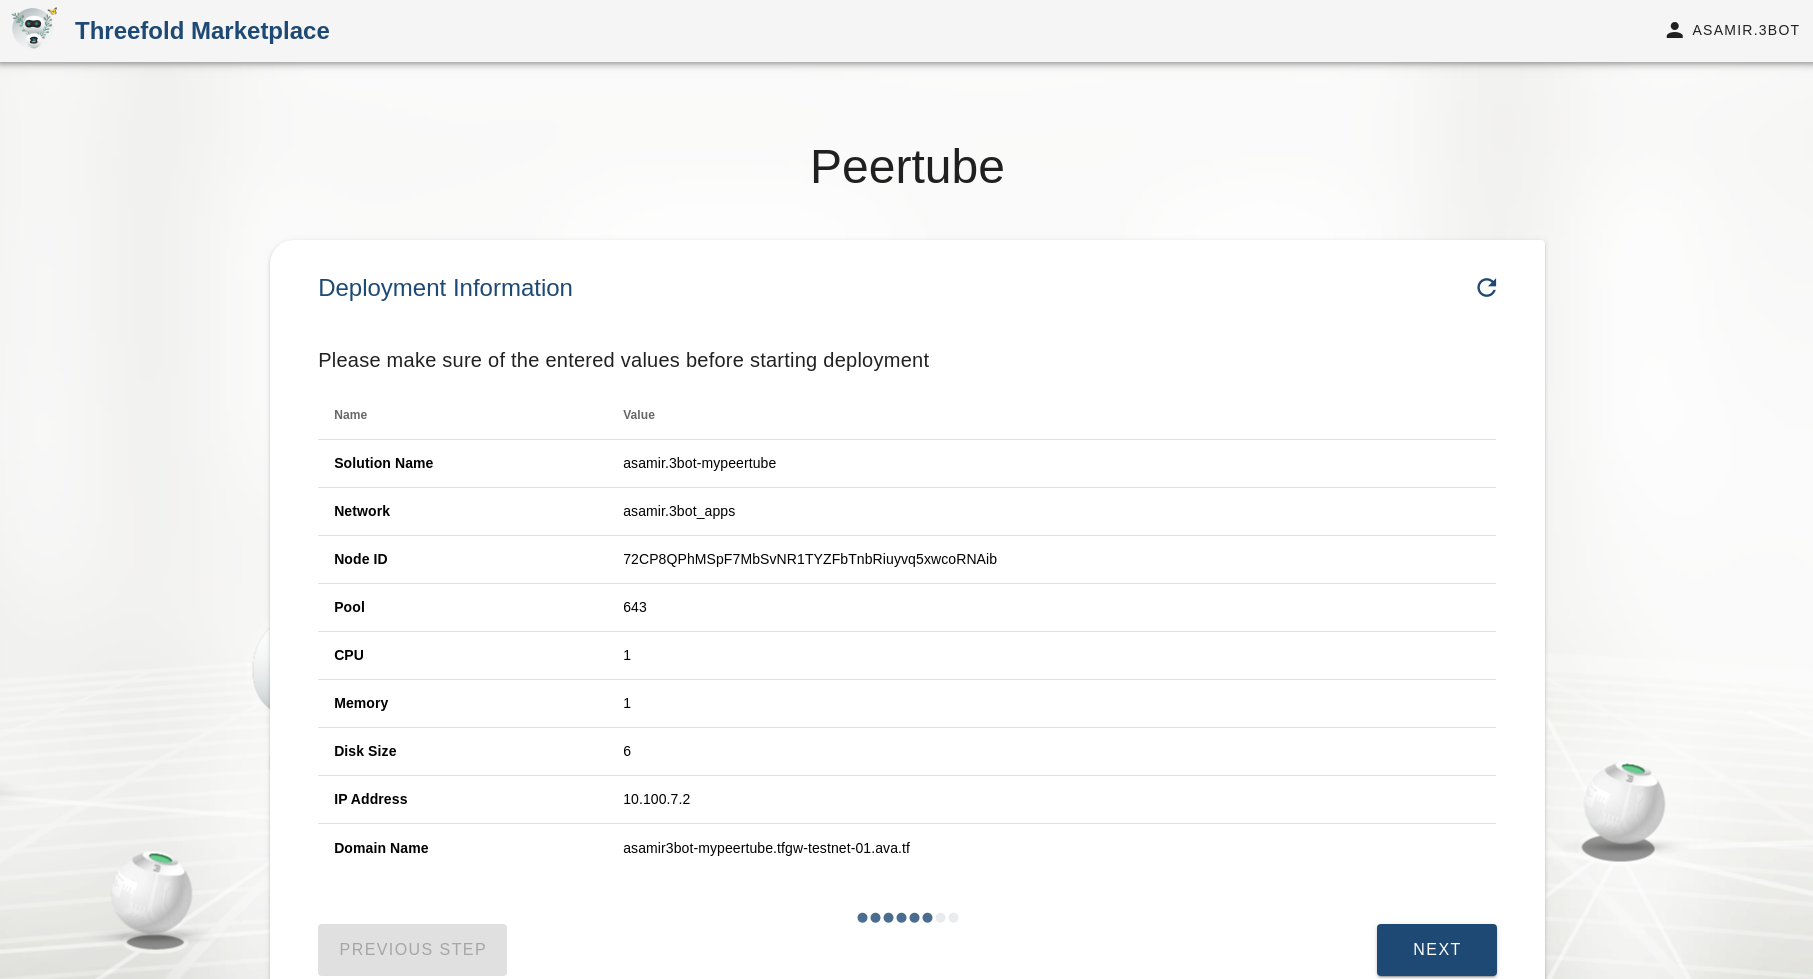 Threefold Marketplace
ASAMIR.3BOT
Peertube
Deployment Information
Please make sure of the entered values before starting deployment
Name Value
Solution Name asamir.3bot-mypeertube
Network asamir.3bot_apps
Node ID 72CP8QPhMSpF7MbSvNR1TYZFbTnbRiuyvq5xwcoRNAib
Pool 643
CPU 1
Memory 1
Disk Size 6
IP Address 10.100.7.2
Domain Name asamir3bot-mypeertube.tfgw-testnet-01.ava.tf
PREVIOUS STEP
NEXT